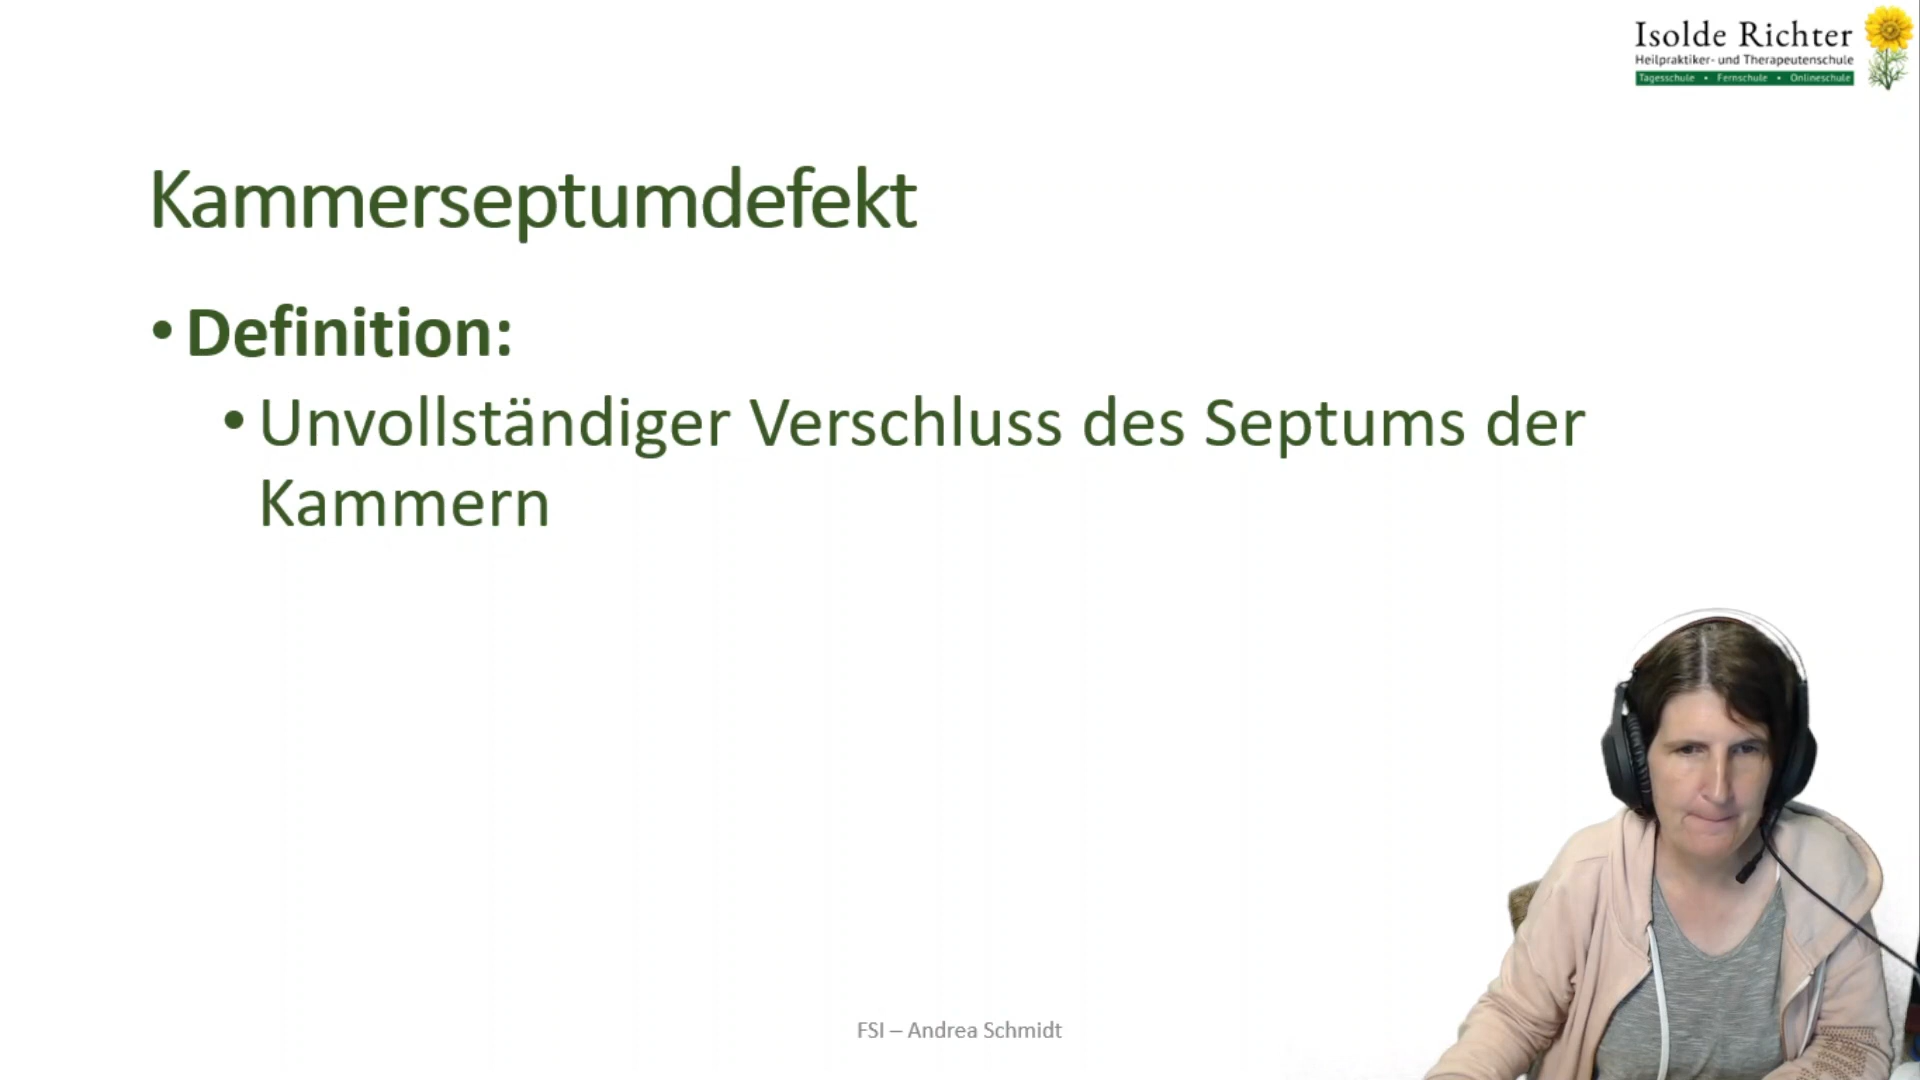 Isolde Richter
Heilpraktiker- und Therapeutenschule
Tagesschule • Fernschule • Onlineschule
Kammerseptumdefekt
• Definition:
• Unvollständiger Verschluss des Septums der
Kammern
FSI – Andrea Schmidt